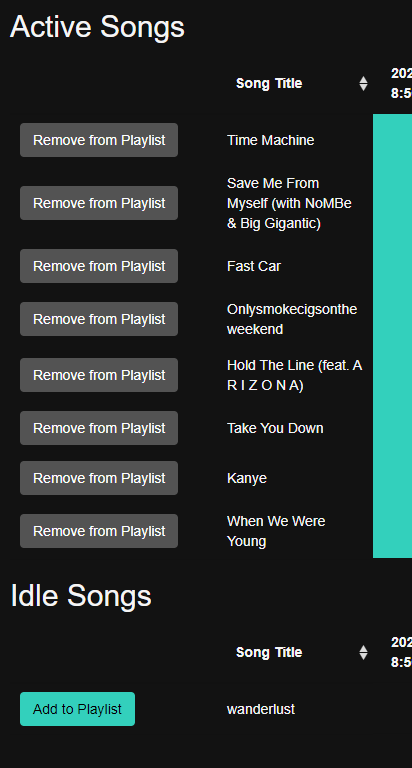 Active Songs
Song Title
202
8:5
Remove from Playlist
Time Machine
Remove from Playlist
Save Me From
Myself (with NoMBe
& Big Gigantic)
Remove from Playlist
Fast Car
Remove from Playlist
Onlysmokecigsonthe
weekend
Remove from Playlist
Hold The Line (feat. A
R I Z O N A)
Remove from Playlist
Take You Down
Remove from Playlist
Kanye
Remove from Playlist
When We Were
Young
Idle Songs
Song Title
202
8:5
Add to Playlist
wanderlust